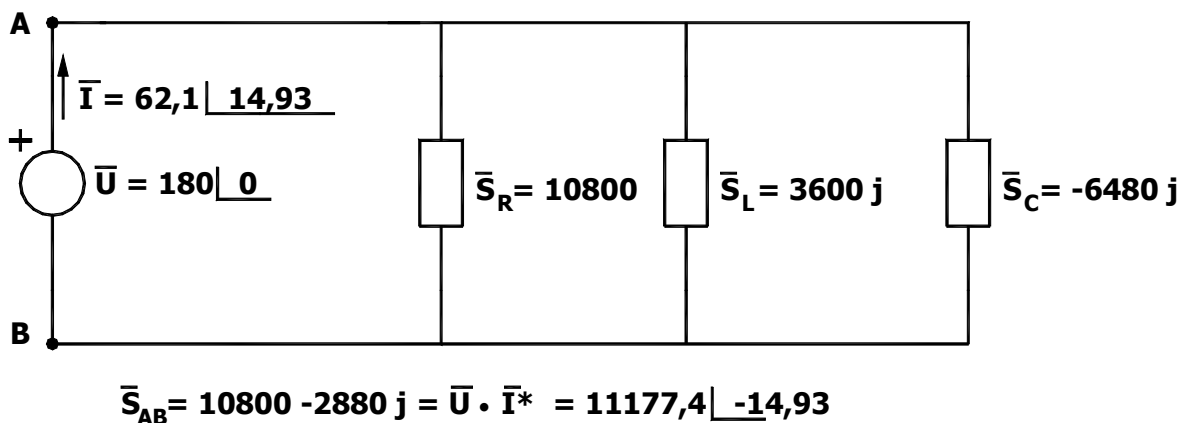 A
I̅ = 62,1 14,93
+
U̅ = 180 0
S̅R = 10800
S̅L = 3600 j
S̅C = -6480 j
B
S̅AB = 10800 -2880 j = U̅ • I̅* = 11177,4 -14,93